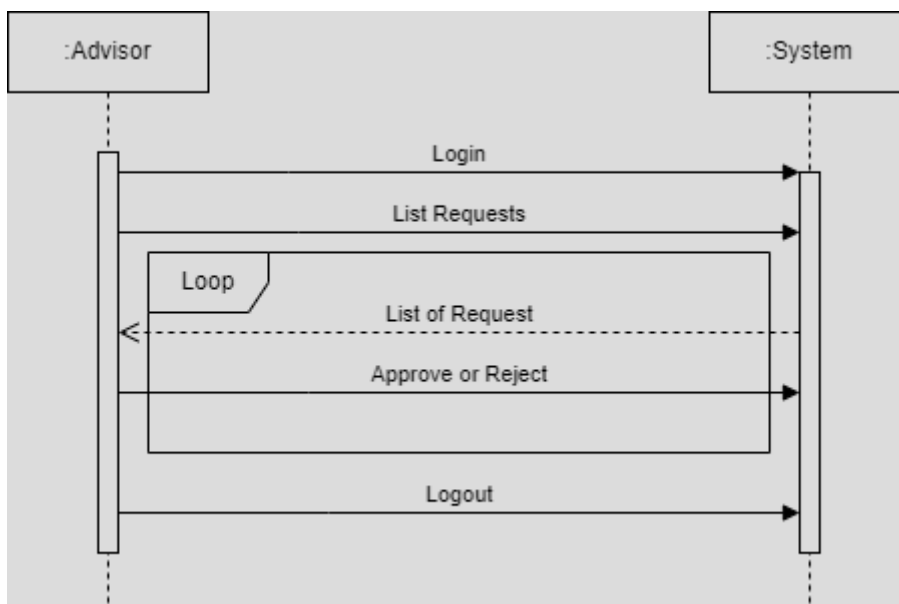 :Advisor
:System
Login
List Requests
Loop
List of Request
Approve or Reject
Logout